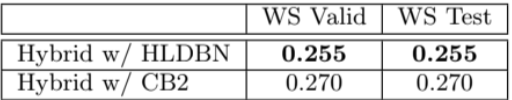 WS Valid WS Test
Hybrid w/ HLDBN 0.255 0.255
Hybrid w/ CB2 0.270 0.270